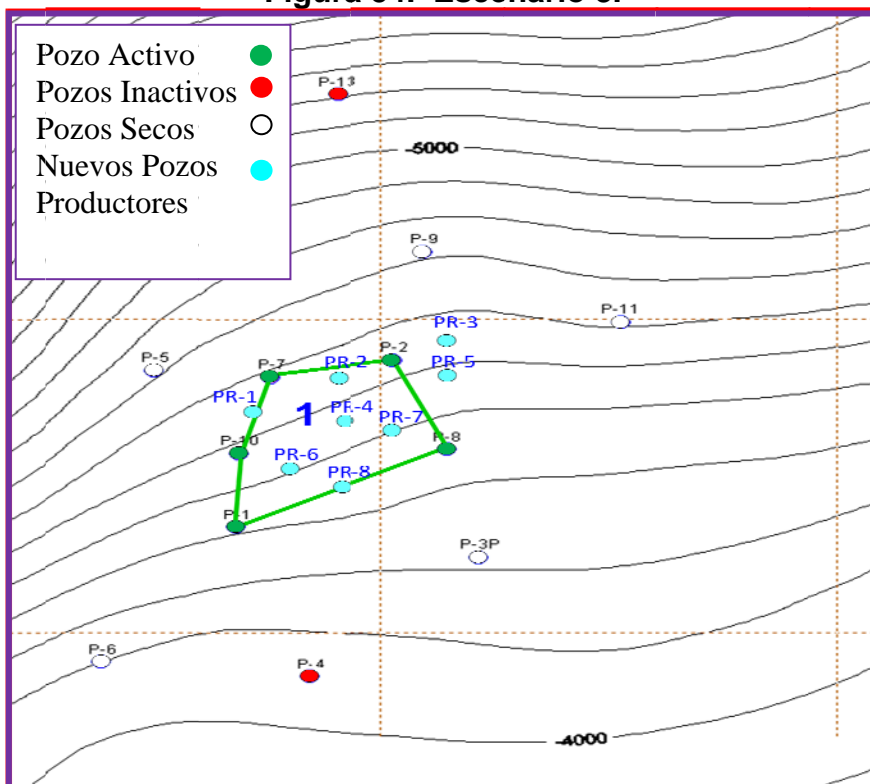 Pozo Activo
Pozos Inactivos
Pozos Secos
Nuevos Pozos
Productores
P-13
-5000
P-9
P-11
PR-3
P-2
P-5
P-7
PR-2
PR-5
PR-1
1
PR-4
PR-7
P-10
P-8
PR-6
PR-8
P-1
P-3P
P-6
P-4
-4000